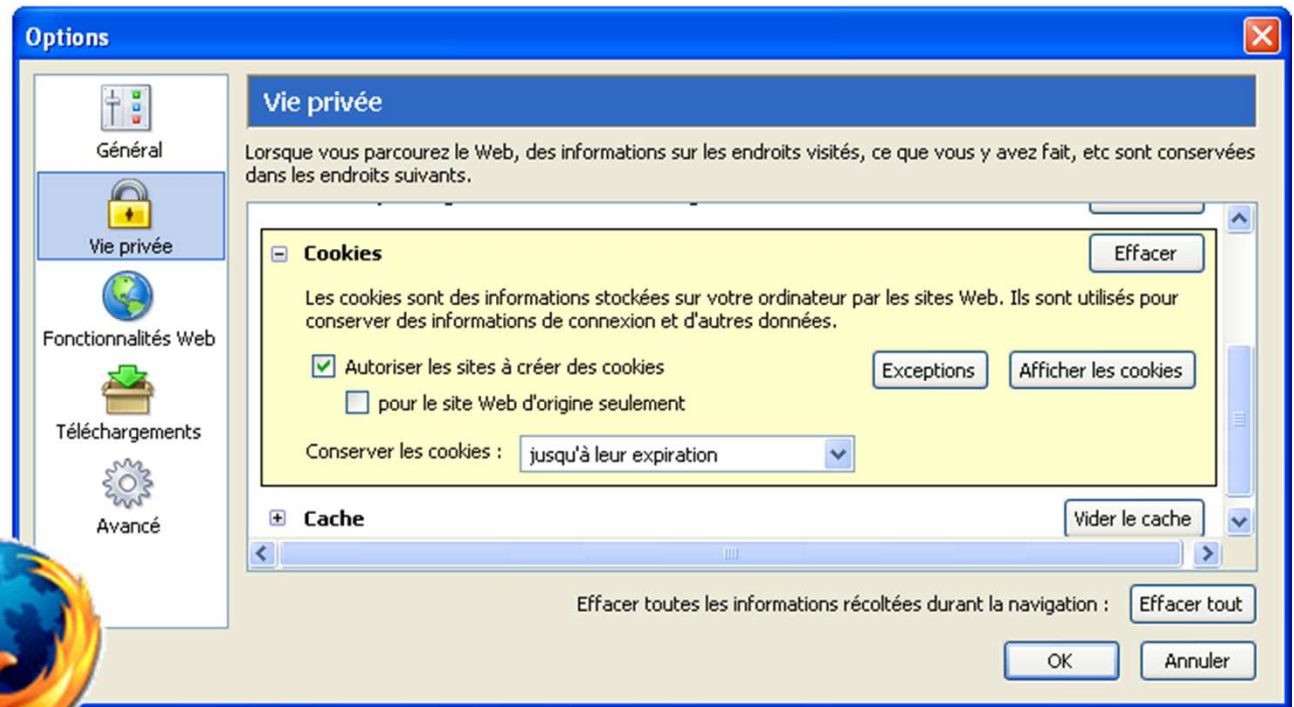 Options
Vie privée
Général
Lorsque vous parcourez le Web, des informations sur les endroits visités, ce que vous y avez fait, etc sont conservées
dans les endroits suivants.
Vie privée
Cookies
Effacer
Les cookies sont des informations stockées sur votre ordinateur par les sites Web. Ils sont utilisés pour
conserver des informations de connexion et d'autres données.
Fonctionnalités Web
Autoriser les sites à créer des cookies
Exceptions
Afficher les cookies
pour le site Web d'origine seulement
Téléchargements
Conserver les cookies :
jusqu'à leur expiration
Avancé
Cache
Vider le cache
Effacer toutes les informations récoltées durant la navigation :
Effacer tout
OK
Annuler